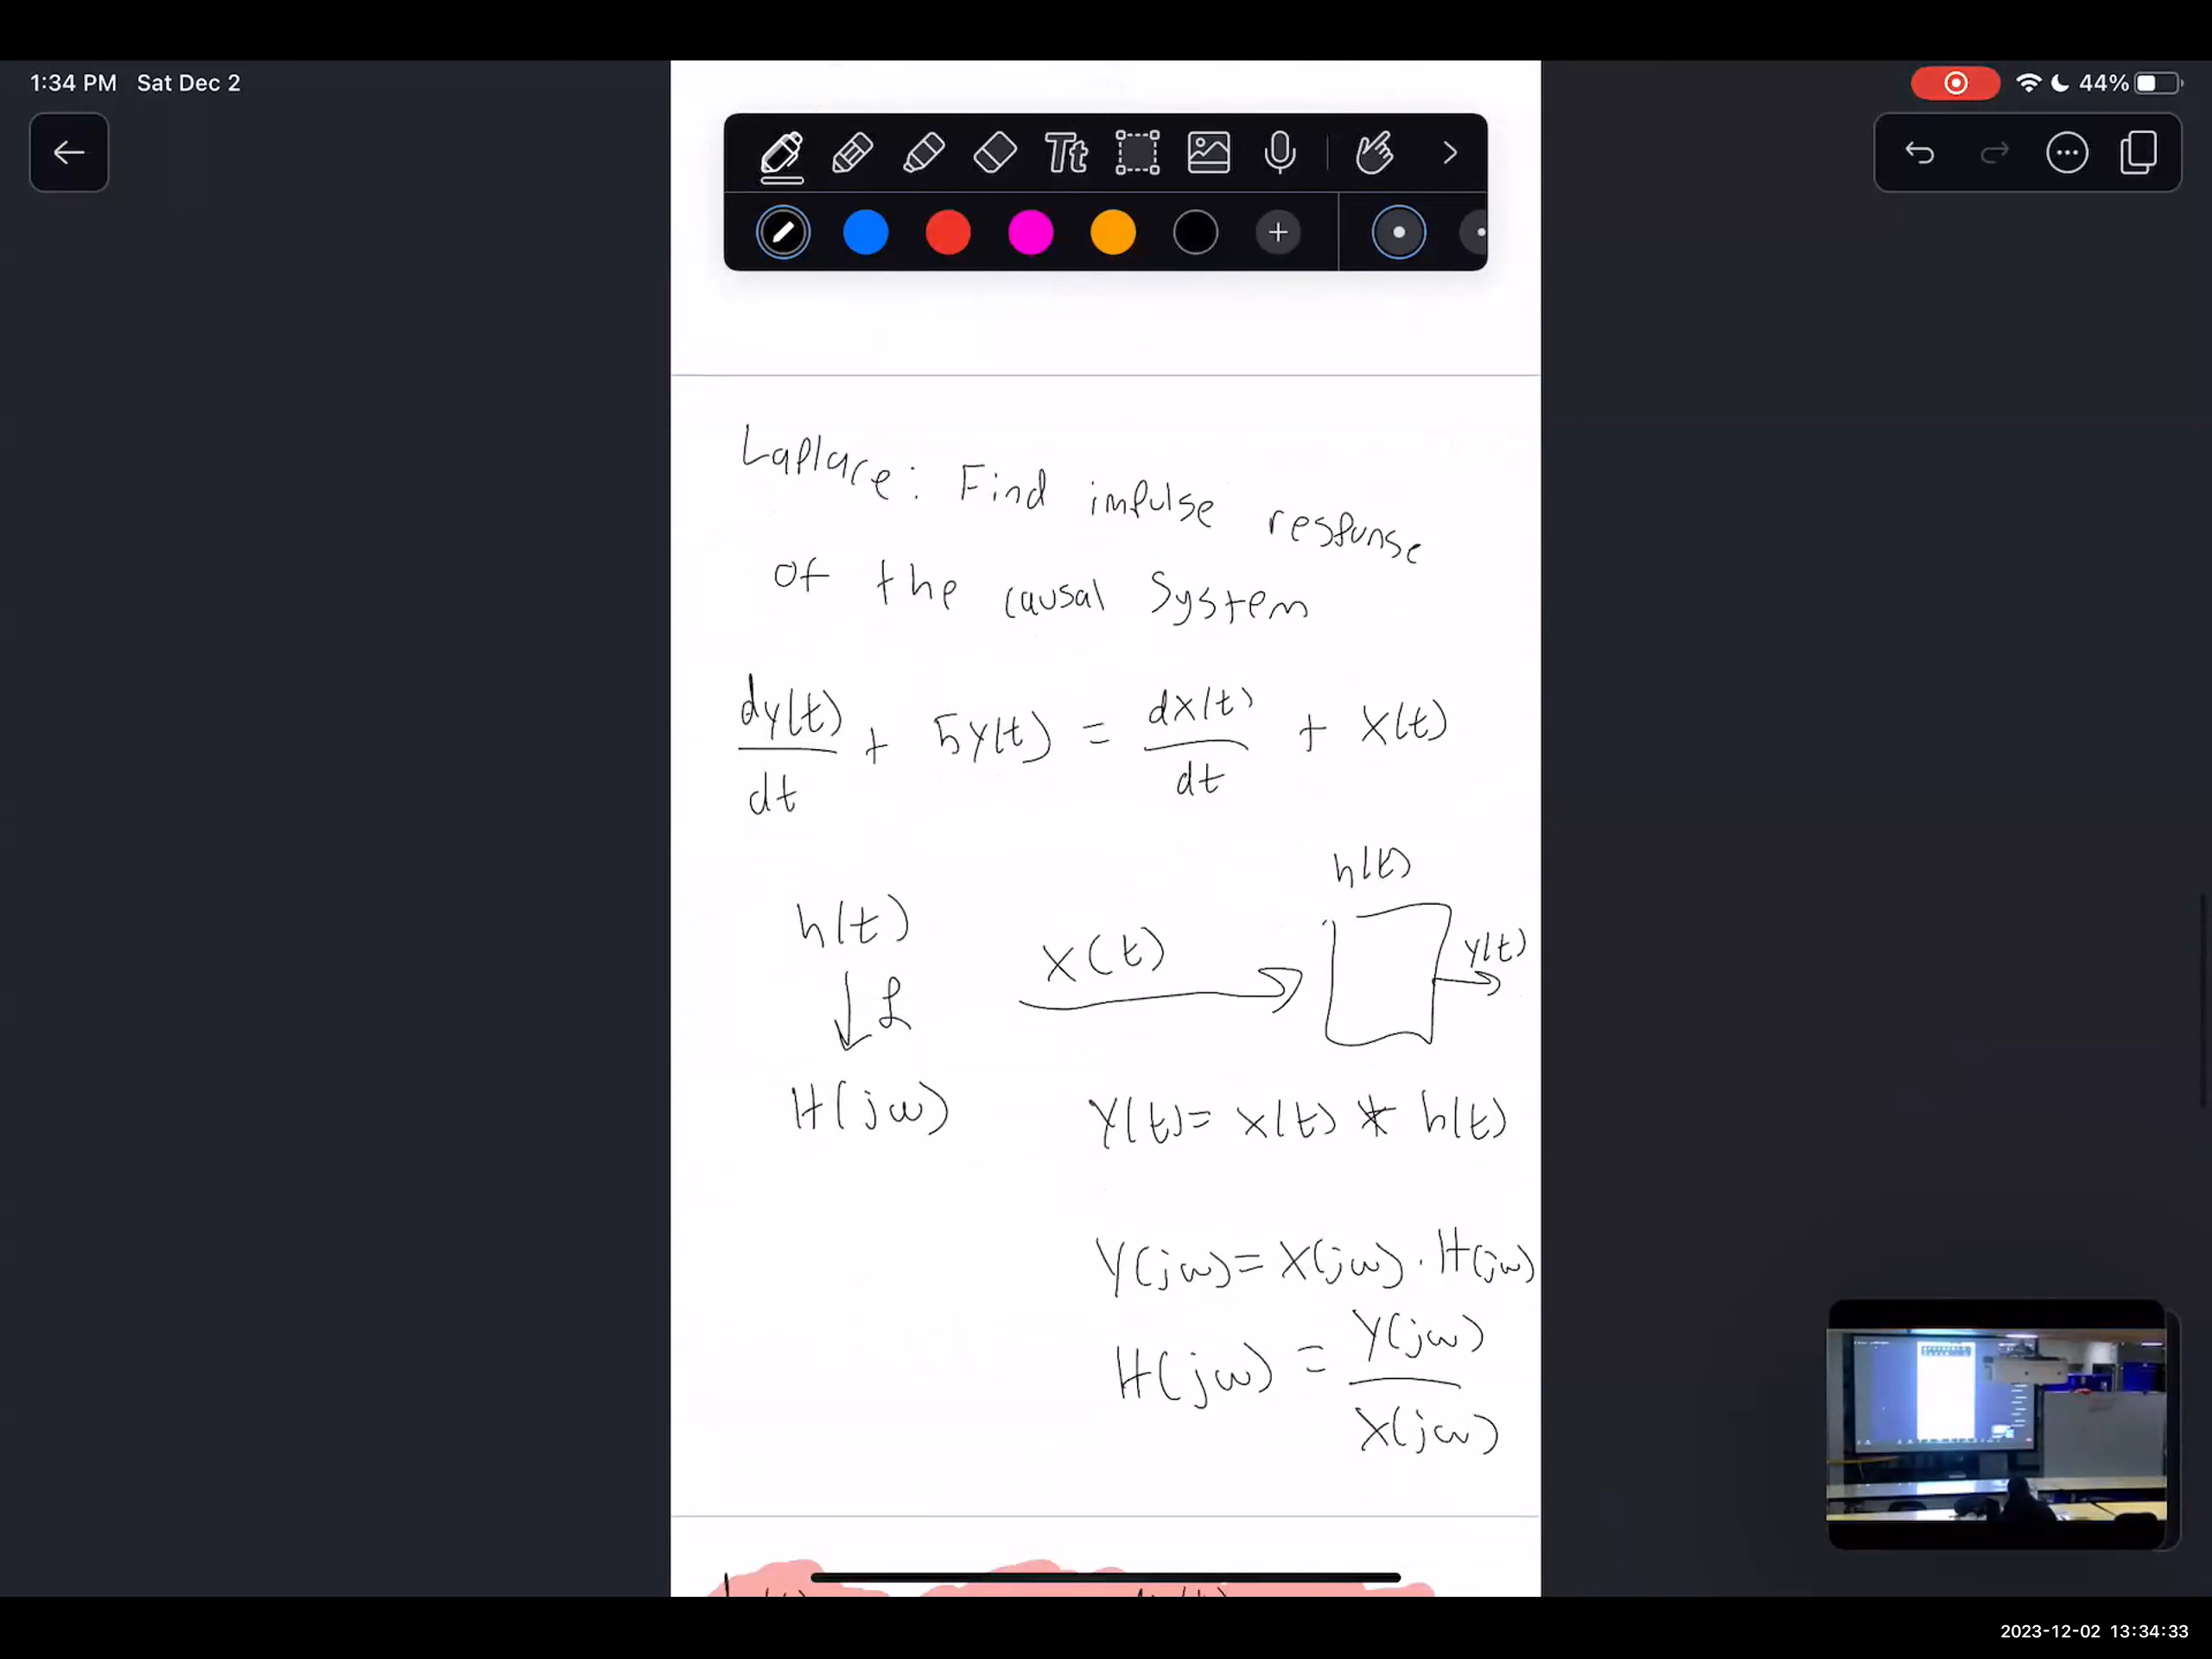 1:34 PM Sat Dec 2
44%
Tt
Laplace: Find impulse response
of the causal system
dy(t)/dt + 5y(t) = dx(t)/dt + x(t)
h(t)
h(t)
x(t)
y(t)
ℒ
H(jω)
y(t) = x(t) * h(t)
Y(jω) = X(jω) · H(jω)
H(jω) = Y(jω)/X(jω)
2023-12-02 13:34:33